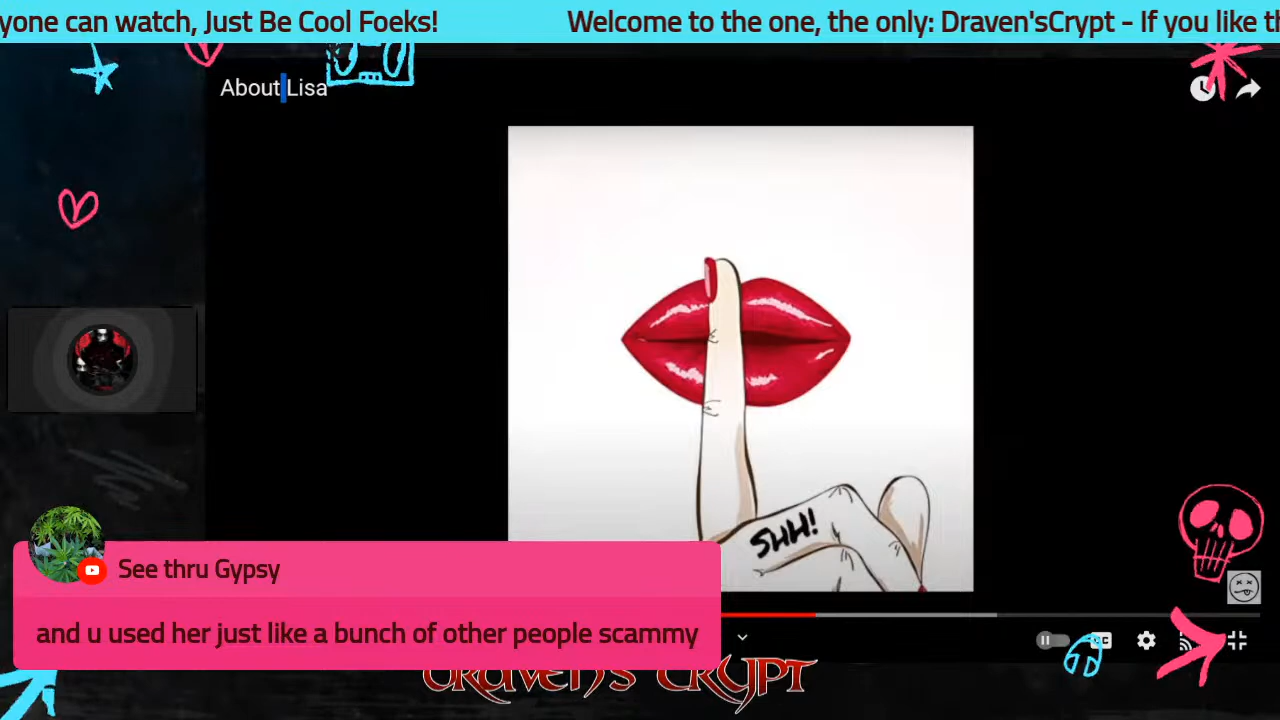 yone can watch, Just Be Cool Foeks! Welcome to the one, the only: Draven'sCrypt - If you like th
About Lisa
SHH!
See thru Gypsy
and u used her just like a bunch of other people scammy
CC
Draven's Crypt